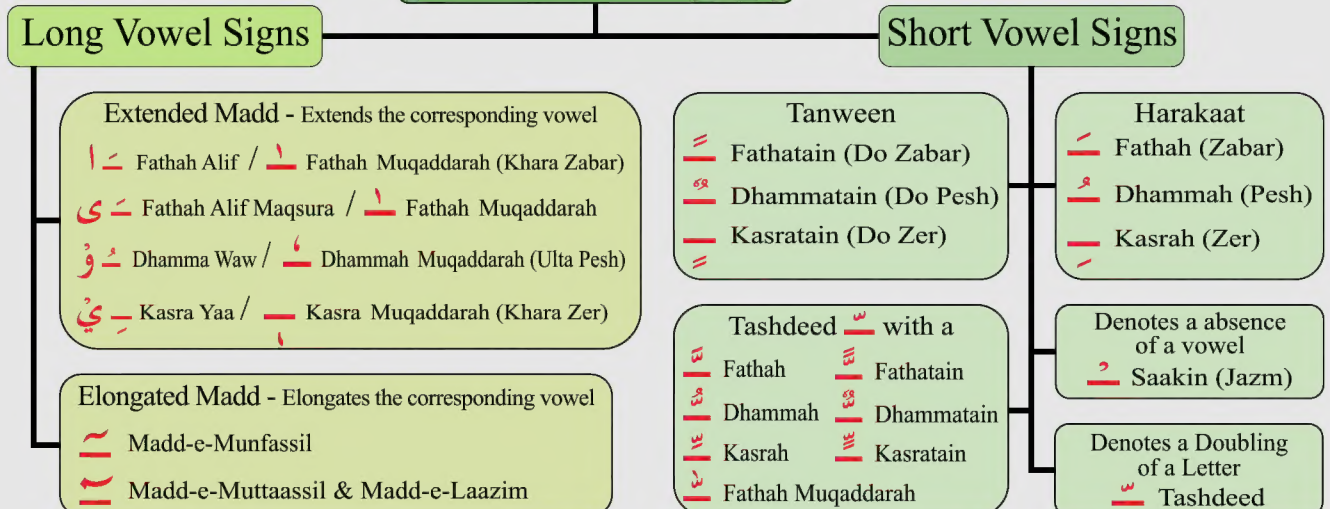 Long Vowel Signs
Short Vowel Signs
Extended Madd - Extends the corresponding vowel
ـَ ا Fathah Alif / ـٰ Fathah Muqaddarah (Khara Zabar)
ـَ ى Fathah Alif Maqsura / ـٰ Fathah Muqaddarah
ـُ وْ Dhamma Waw / ـٗ Dhammah Muqaddarah (Ulta Pesh)
ـِ يْ Kasra Yaa / ـٖ Kasra Muqaddarah (Khara Zer)
Elongated Madd - Elongates the corresponding vowel
ـٓ Madd-e-Munfassil
ـٓ Madd-e-Muttaassil & Madd-e-Laazim
Tanween
ـً Fathatain (Do Zabar)
ـٌ Dhammatain (Do Pesh)
ـٍ Kasratain (Do Zer)
Harakaat
ـَ Fathah (Zabar)
ـُ Dhammah (Pesh)
ـِ Kasrah (Zer)
Tashdeed ـّ with a
ـَّ Fathah ـًّ Fathatain
ـُّ Dhammah ـٌّ Dhammatain
ـِّ Kasrah ـٍّ Kasratain
ـّٰ Fathah Muqaddarah
Denotes a absence
of a vowel
ـْ Saakin (Jazm)
Denotes a Doubling
of a Letter
ـّ Tashdeed